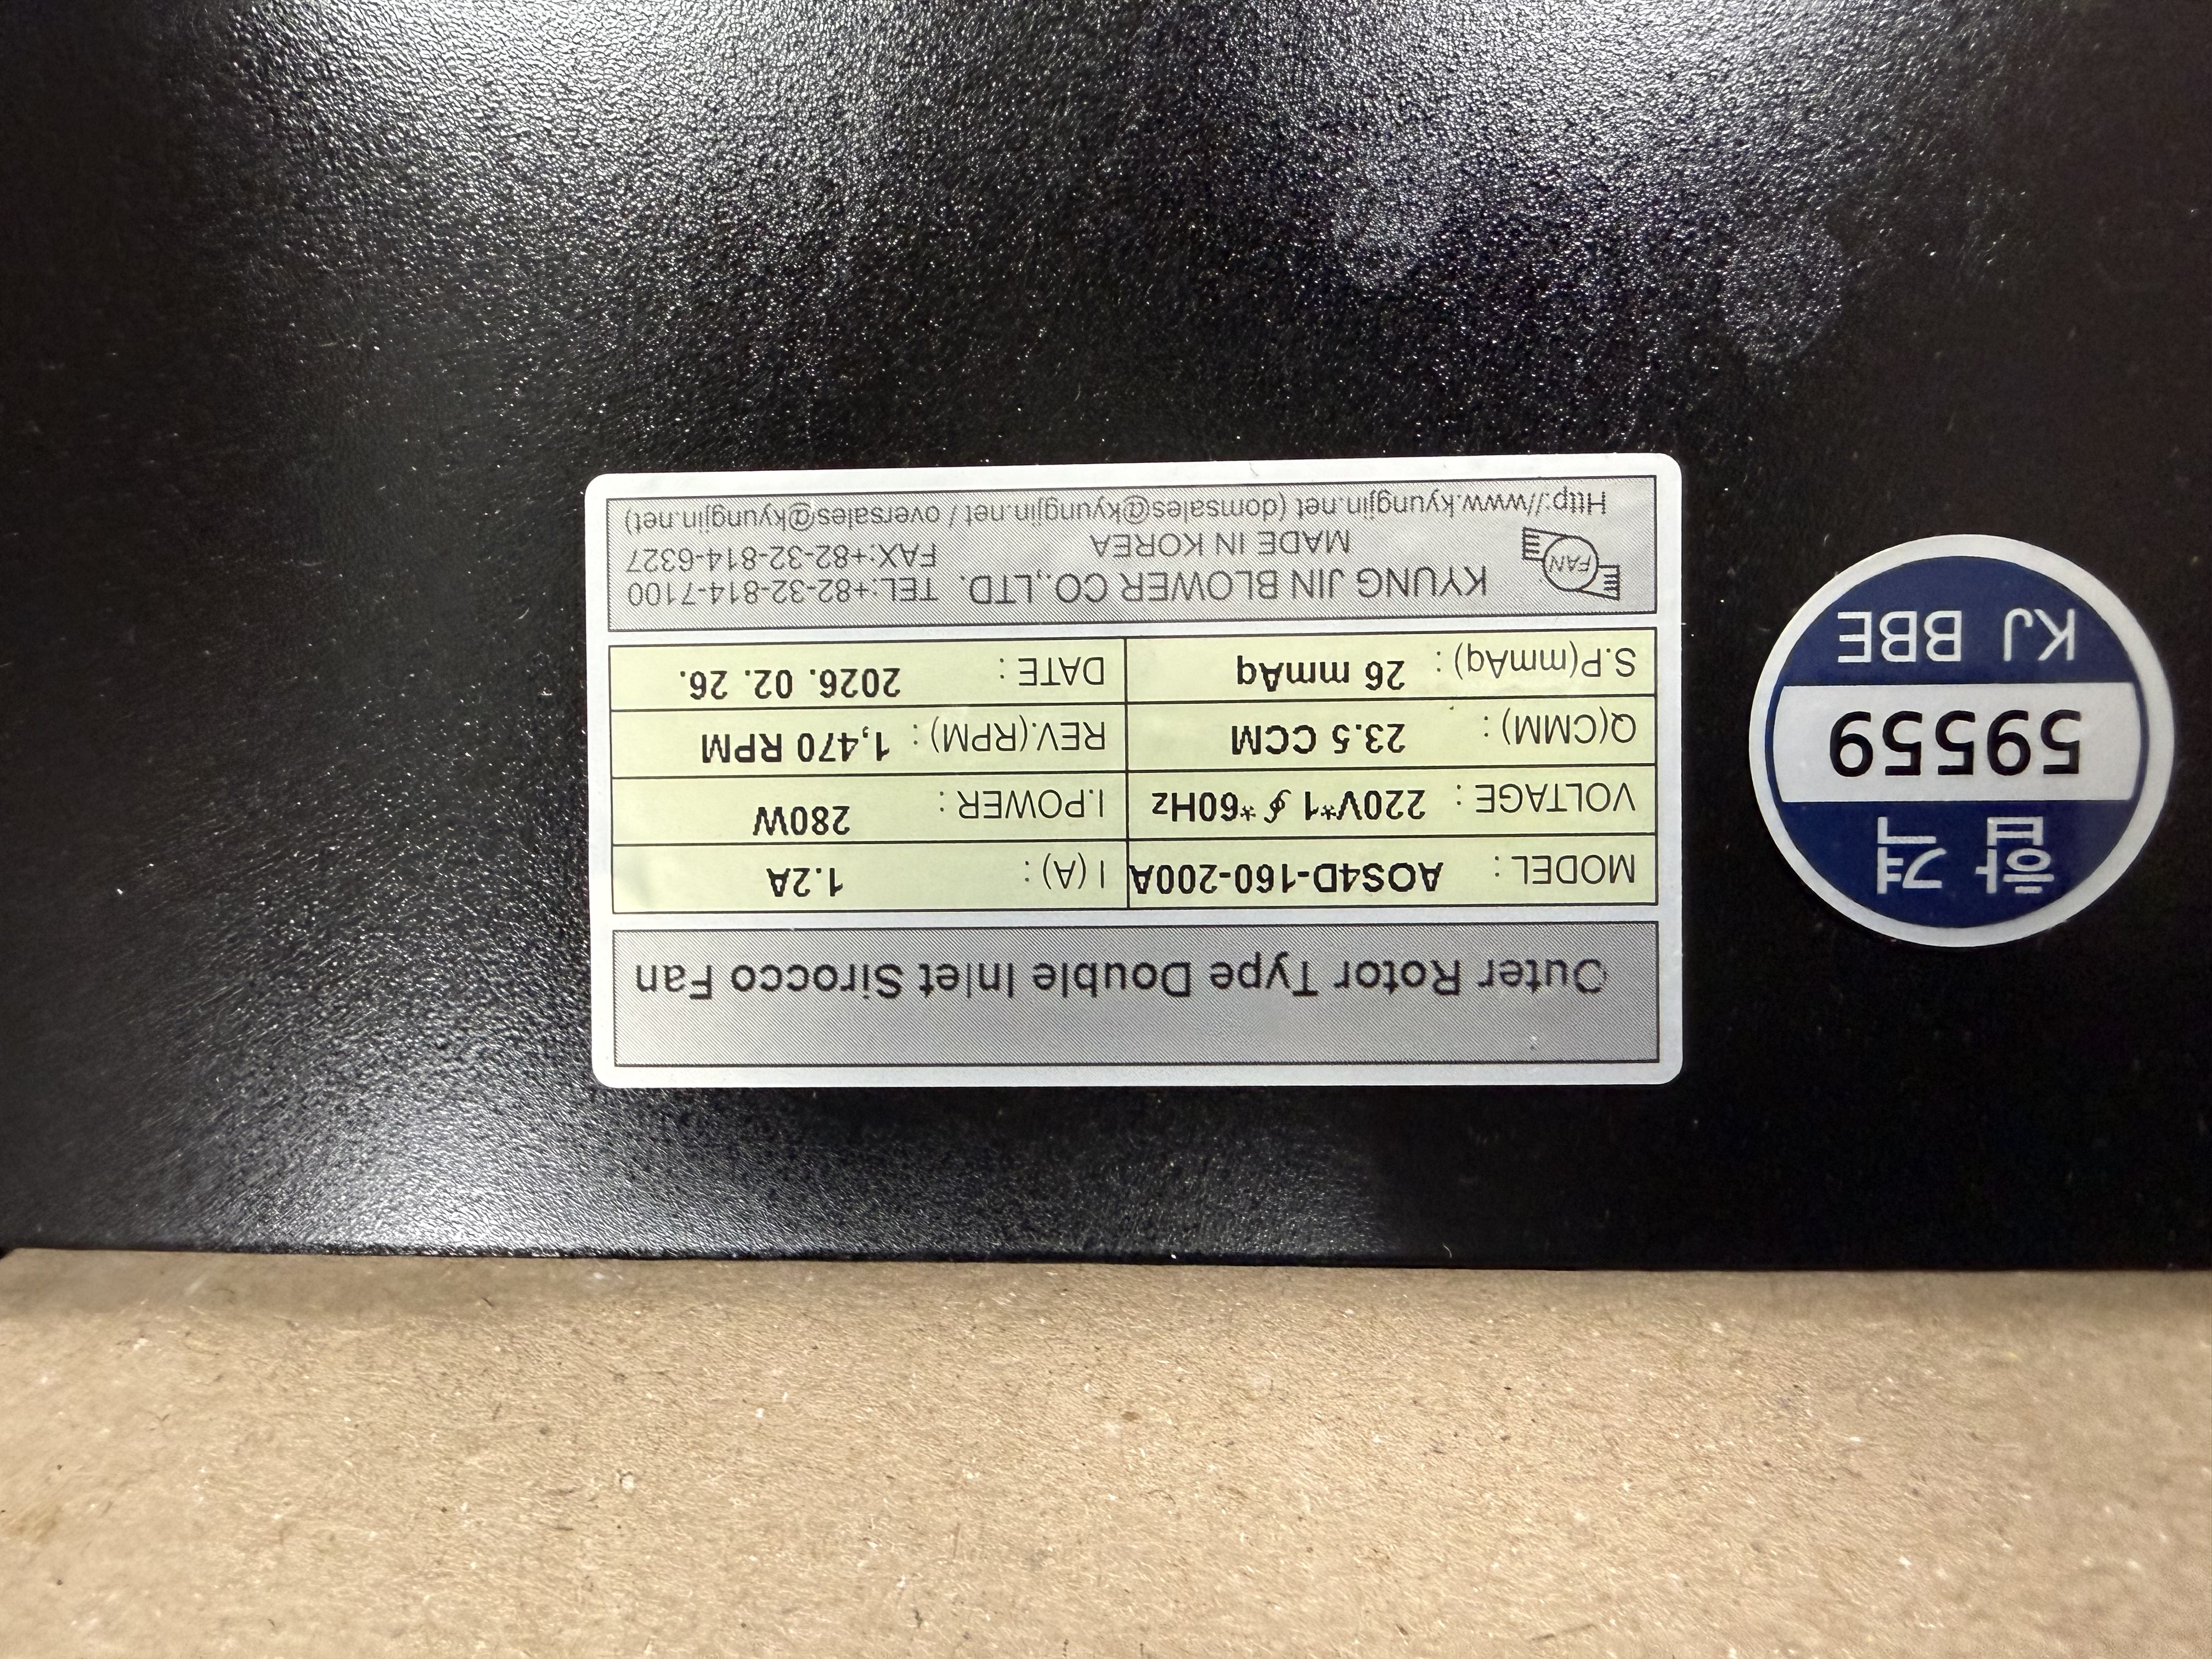 Outer Rotor Type Double Inlet Sirocco Fan
MODEL : AOS4D-160-200A I (A) : 1.2A
VOLTAGE : 220V*1∮*60Hz I.POWER : 280W
Q(CMM) : 23.5 CCM REV.(RPM) : 1,470 RPM
S.P(mmAq) : 26 mmAq DATE : 2026. 02. 26.
FAN
KYUNG JIN BLOWER CO.,LTD. TEL:+82-32-814-7100
MADE IN KOREA FAX:+82-32-814-6327
Http://www.kyungjin.net (domsales@kyungjin.net / oversales@kyungjin.net)
합격
59559
KJ BBE